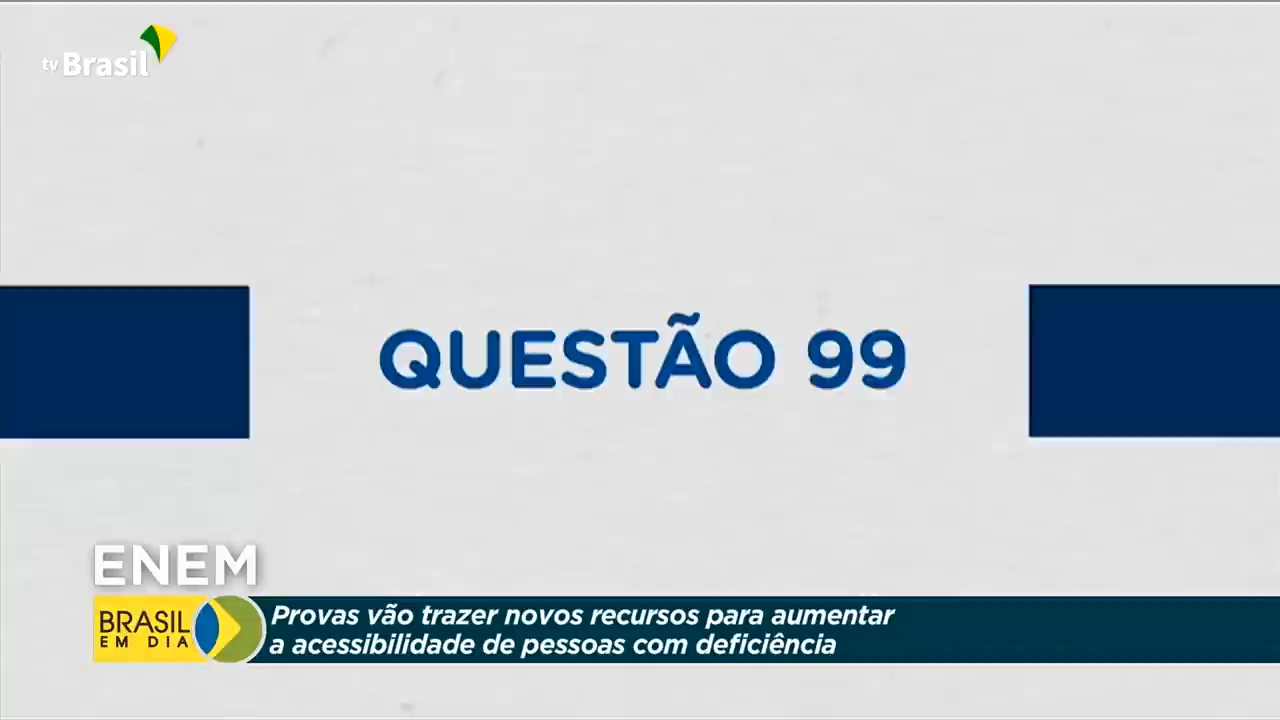 tv Brasil
QUESTÃO 99
ENEM
BRASIL
EM DIA
Provas vão trazer novos recursos para aumentar
a acessibilidade de pessoas com deficiência